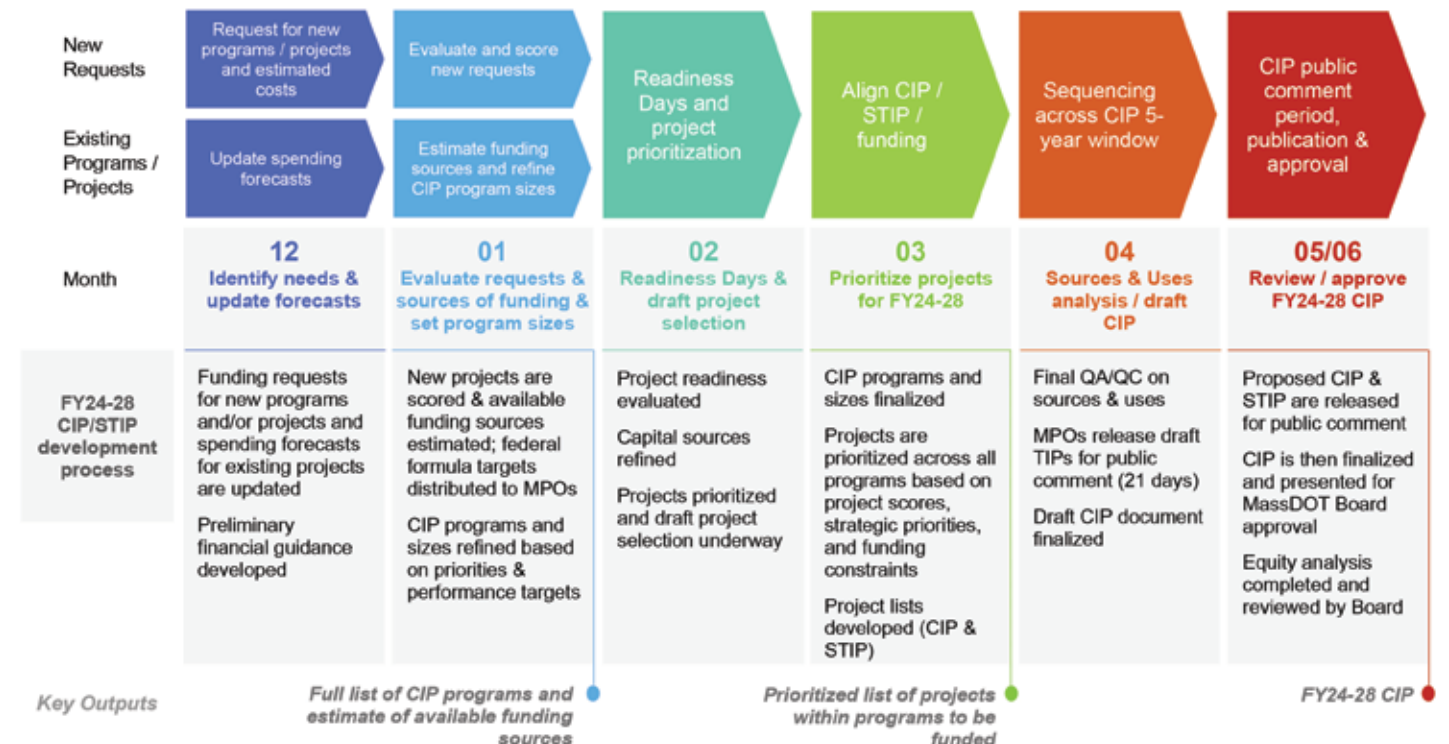 New
Requests
Request for new
programs / projects
and estimated
costs
Evaluate and score
new requests
Existing
Programs /
Projects
Update spending
forecasts
Estimate funding
sources and refine
CIP program sizes
Readiness
Days and
project
prioritization
Align CIP /
STIP /
funding
Sequencing
across CIP 5-
year window
CIP public
comment
period,
publication &
approval
Month
12
Identify needs &
update forecasts
01
Evaluate requests &
sources of funding &
set program sizes
02
Readiness Days &
draft project
selection
03
Prioritize projects
for FY24-28
04
Sources & Uses
analysis / draft
CIP
05/06
Review / approve
FY24-28 CIP
FY24-28
CIP/STIP
development
process
Funding requests
for new programs
and/or projects and
spending forecasts
for existing projects
are updated
Preliminary
financial guidance
developed
New projects are
scored & available
funding sources
estimated; federal
formula targets
distributed to MPOs
CIP programs and
sizes refined based
on priorities &
performance targets
Project readiness
evaluated
Capital sources
refined
Projects prioritized
and draft project
selection underway
CIP programs and
sizes finalized
Projects are
prioritized across all
programs based on
project scores,
strategic priorities,
and funding
constraints
Project lists
developed (CIP &
STIP)
Final QA/QC on
sources & uses
MPOs release draft
TIPs for public
comment (21 days)
Draft CIP document
finalized
Proposed CIP &
STIP are released
for public comment
CIP is then finalized
and presented for
MassDOT Board
approval
Equity analysis
completed and
reviewed by Board
Key Outputs
Full list of CIP programs and
estimate of available funding
sources
Prioritized list of projects
within programs to be
funded
FY24-28 CIP